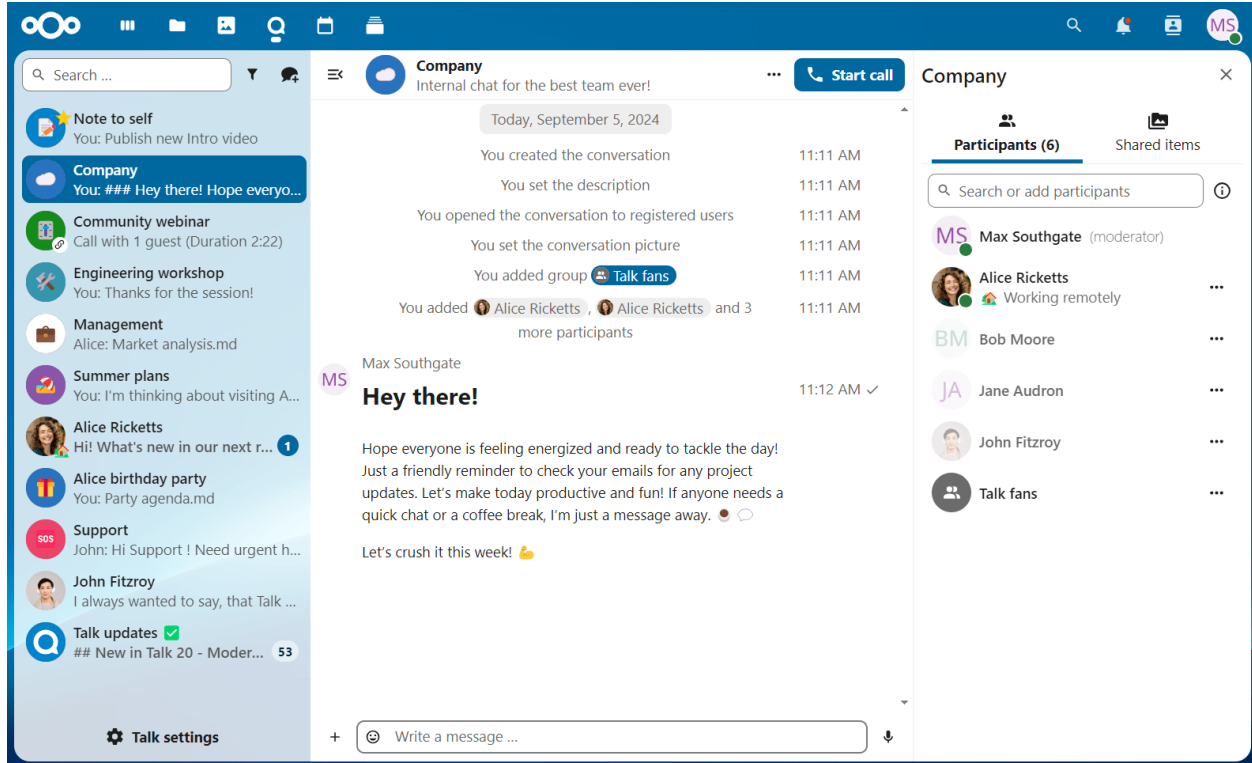 MS
Search ...
Note to self
You: Publish new Intro video
Company
You: ### Hey there! Hope everyo...
Community webinar
Call with 1 guest (Duration 2:22)
Engineering workshop
You: Thanks for the session!
Management
Alice: Market analysis.md
Summer plans
You: I'm thinking about visiting A...
Alice Ricketts
Hi! What's new in our next r... 1
Alice birthday party
You: Party agenda.md
SOS
Support
John: Hi Support ! Need urgent h...
John Fitzroy
I always wanted to say, that Talk ...
Talk updates ✅
## New in Talk 20 - Moder... 53
Talk settings
Company
Internal chat for the best team ever!
Start call
Today, September 5, 2024
You created the conversation 11:11 AM
You set the description 11:11 AM
You opened the conversation to registered users 11:11 AM
You set the conversation picture 11:11 AM
You added group Talk fans 11:11 AM
You added Alice Ricketts , Alice Ricketts and 3 11:11 AM
more participants
Max Southgate
MS
Hey there! 11:12 AM ✓
Hope everyone is feeling energized and ready to tackle the day!
Just a friendly reminder to check your emails for any project
updates. Let's make today productive and fun! If anyone needs a
quick chat or a coffee break, I'm just a message away. ☕ 💭
Let's crush it this week! 💪
Write a message ...
Company
Participants (6)
Shared items
Search or add participants
MS
Max Southgate (moderator)
Alice Ricketts
🏡 Working remotely
BM
Bob Moore
JA
Jane Audron
John Fitzroy
Talk fans